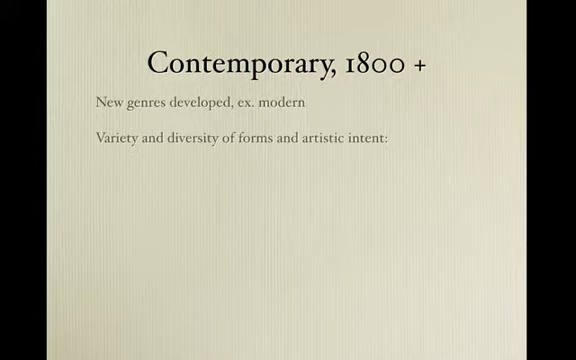 Contemporary, 1800 +
New genres developed, ex. modern
Variety and diversity of forms and artistic intent: